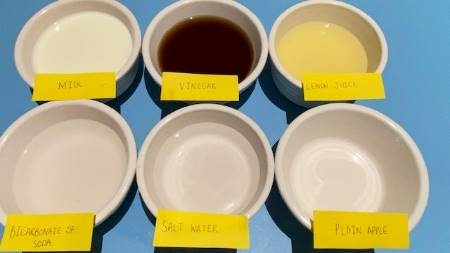 MILK
VINEGAR
LEMON JUICE
BICARBONATE OF
SODA
SALT WATER
PLAIN APPLE